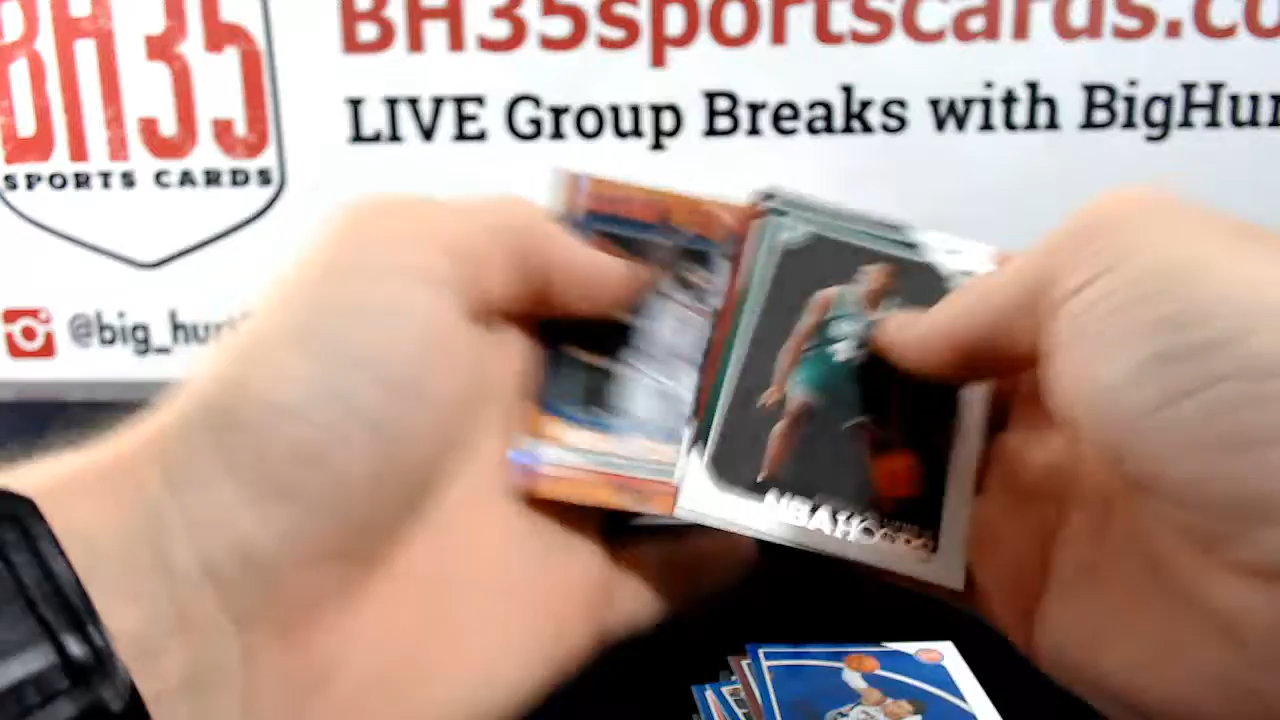 BH35
SPORTS CARDS
BH35sportscards.co
LIVE Group Breaks with BigHur
@big_hu
NBA HOOPS